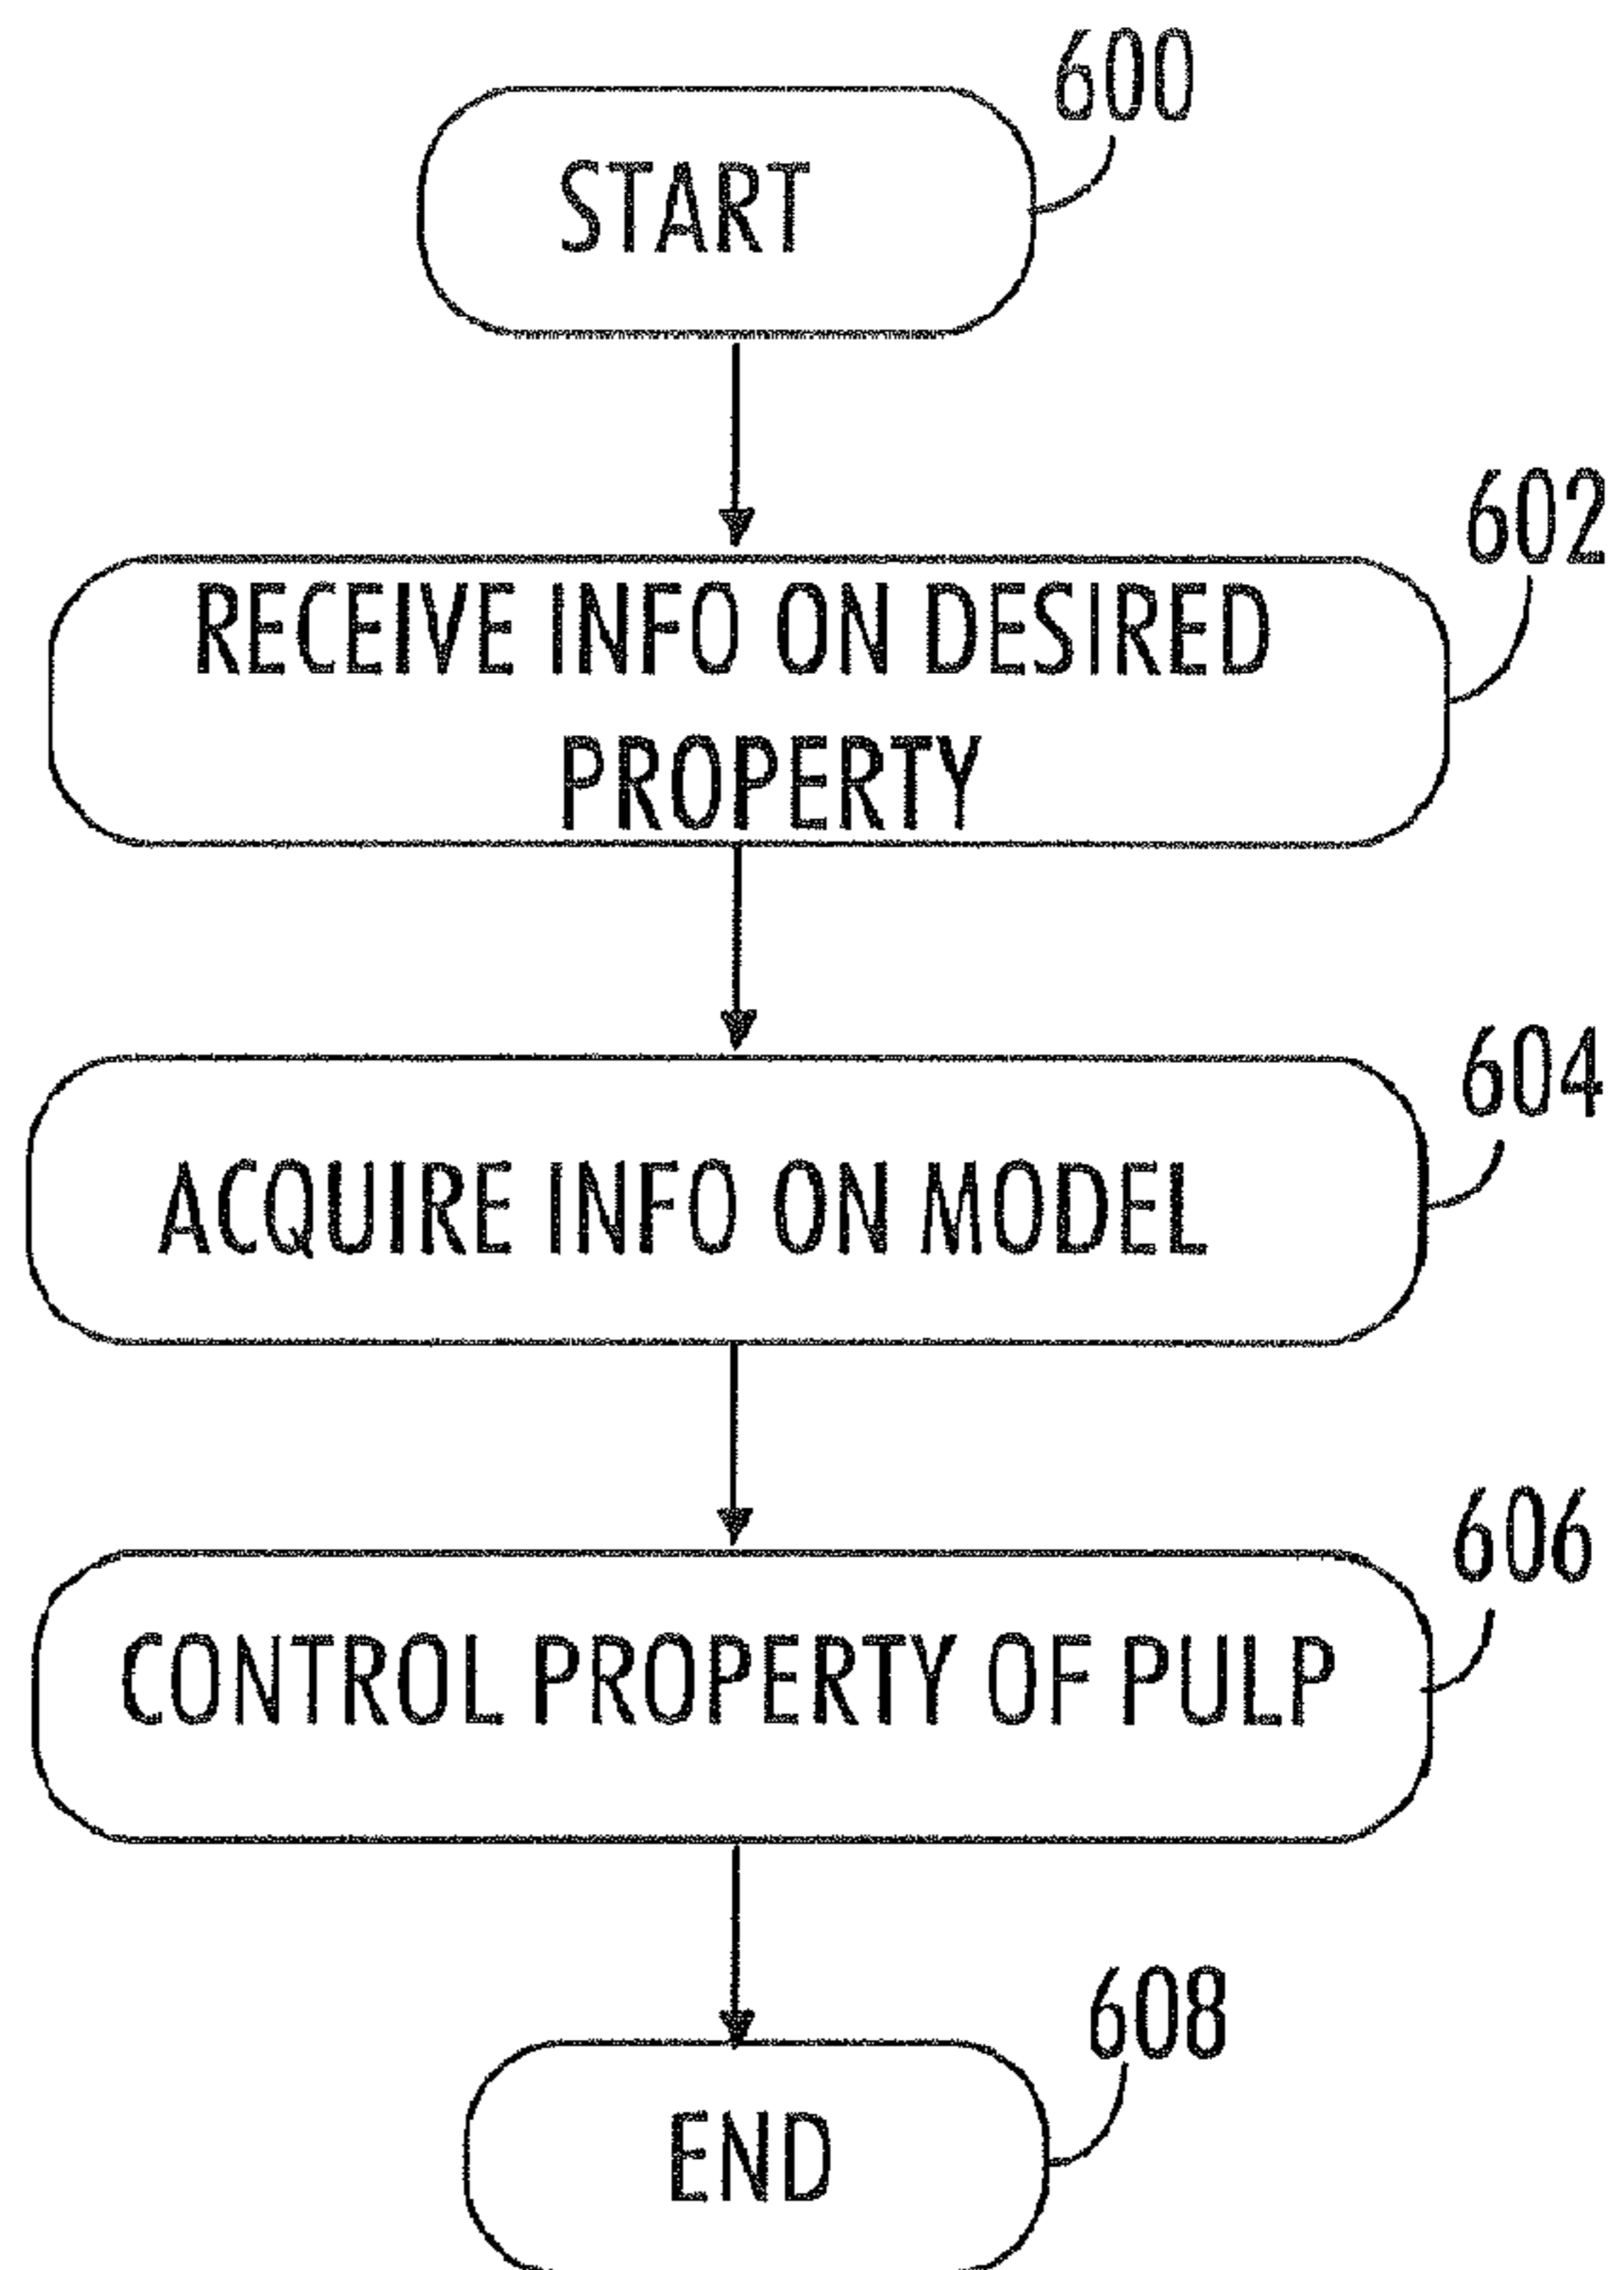 600
START
602
RECEIVE INFO ON DESIRED
PROPERTY
604
ACQUIRE INFO ON MODEL
606
CONTROL PROPERTY OF PULP
608
END